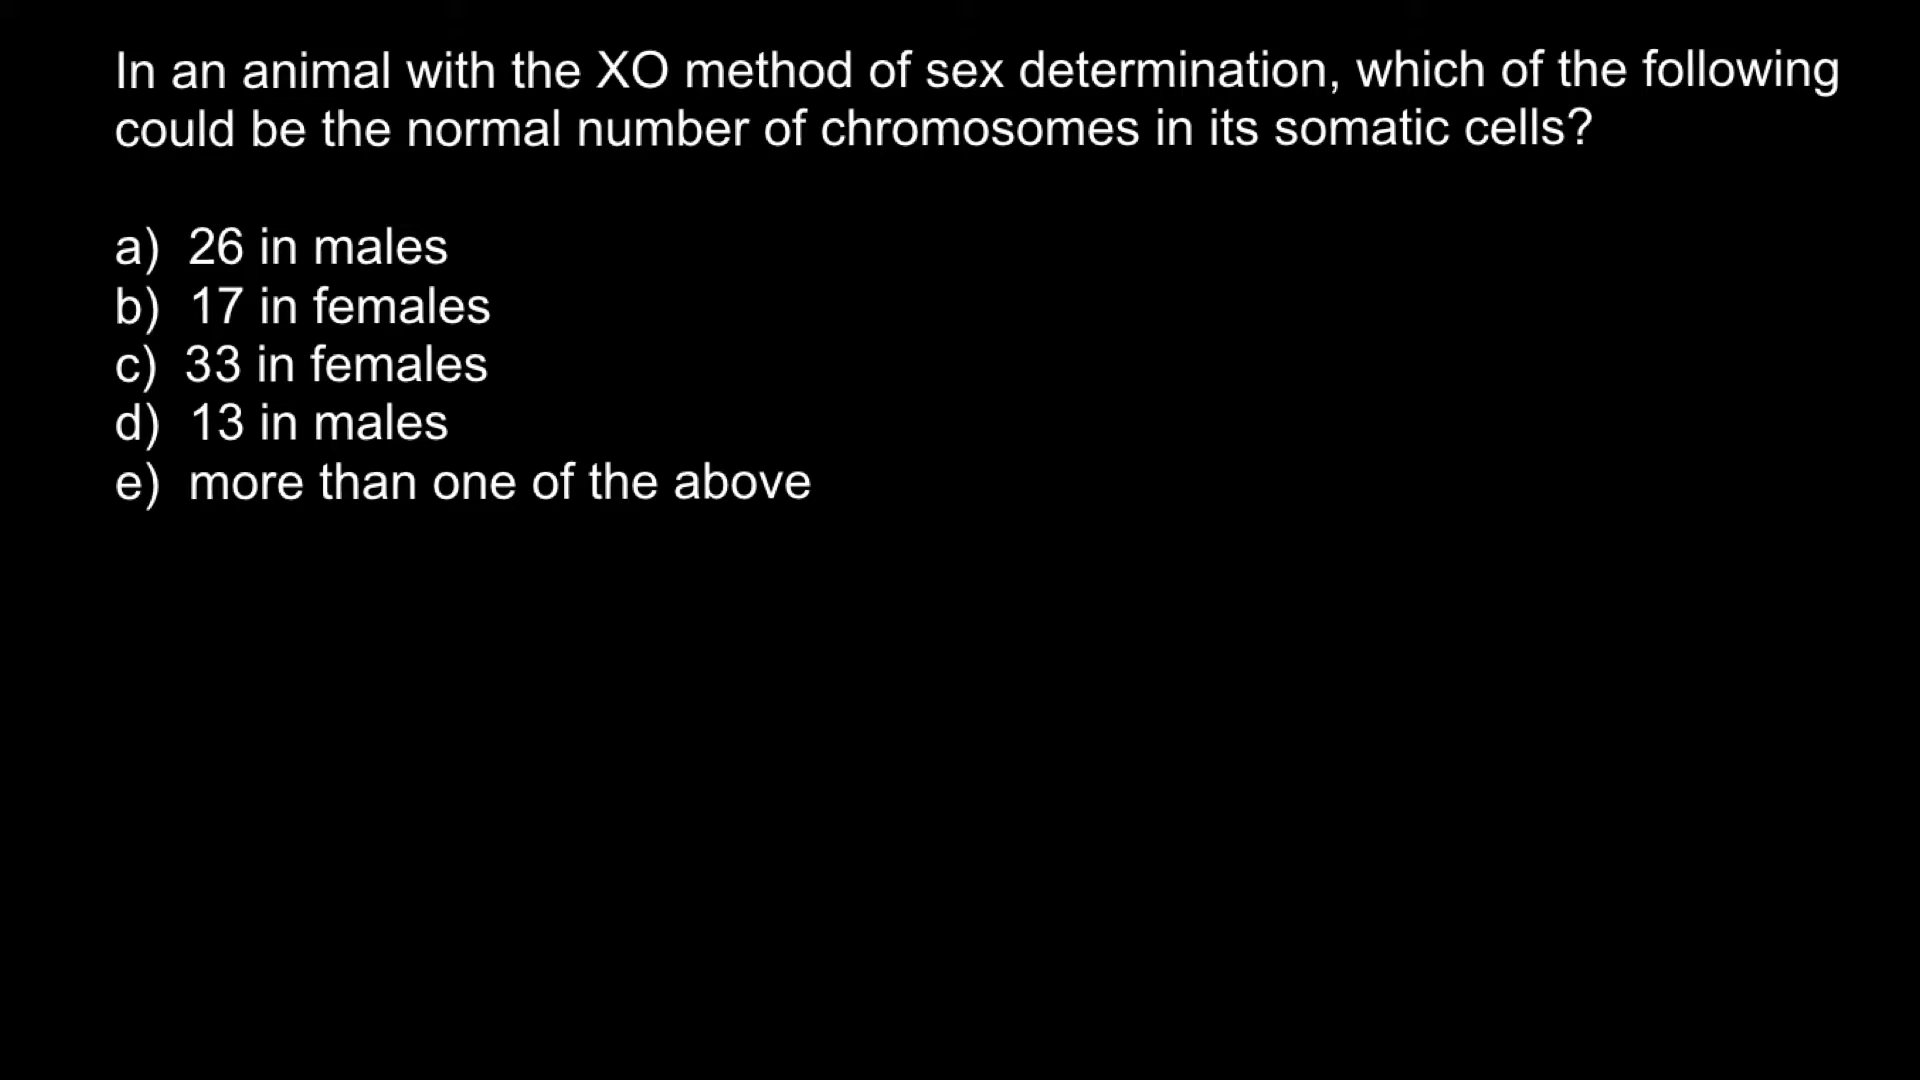 In an animal with the XO method of sex determination, which of the following
could be the normal number of chromosomes in its somatic cells?
a) 26 in males
b) 17 in females
c) 33 in females
d) 13 in males
e) more than one of the above